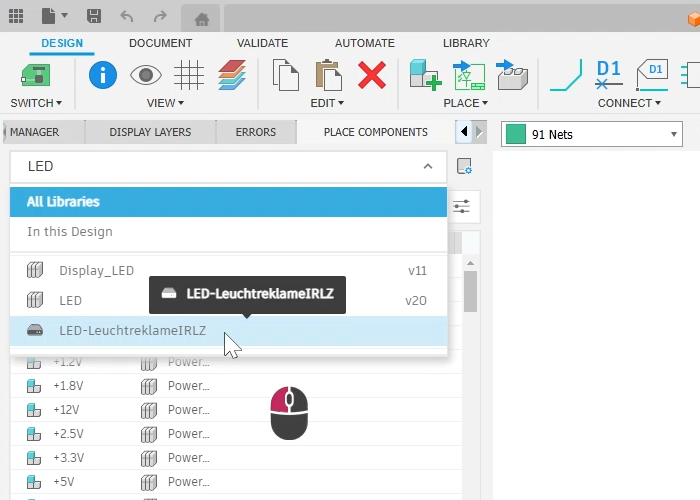 DESIGN DOCUMENT VALIDATE AUTOMATE LIBRARY
D1 D1
SWITCH VIEW EDIT PLACE CONNECT
MANAGER DISPLAY LAYERS ERRORS PLACE COMPONENTS
91 Nets
LED
All Libraries
In this Design
Display_LED v11
LED-LeuchtreklameIRLZ
LED v20
LED-LeuchtreklameIRLZ
+1.2V Power...
+1.8V Power...
+12V Power...
+2.5V Power...
+3.3V Power...
+5V Power...